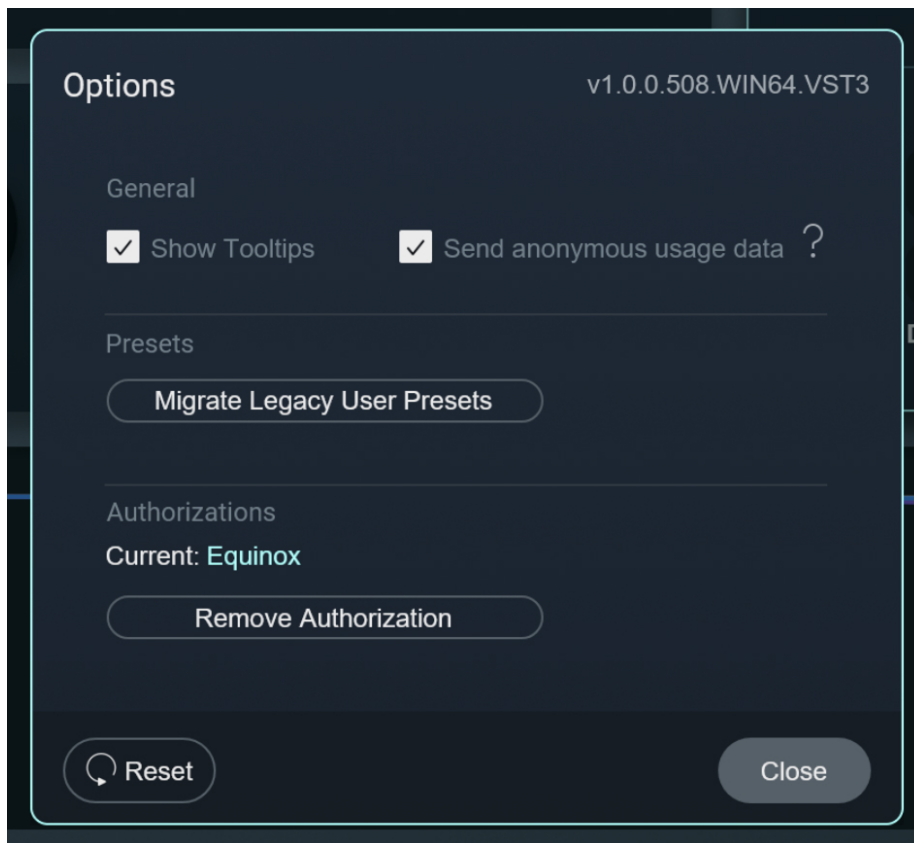 Options
v1.0.0.508.WIN64.VST3
General
Show Tooltips
Send anonymous usage data ?
Presets
Migrate Legacy User Presets
Authorizations
Current: Equinox
Remove Authorization
Reset
Close